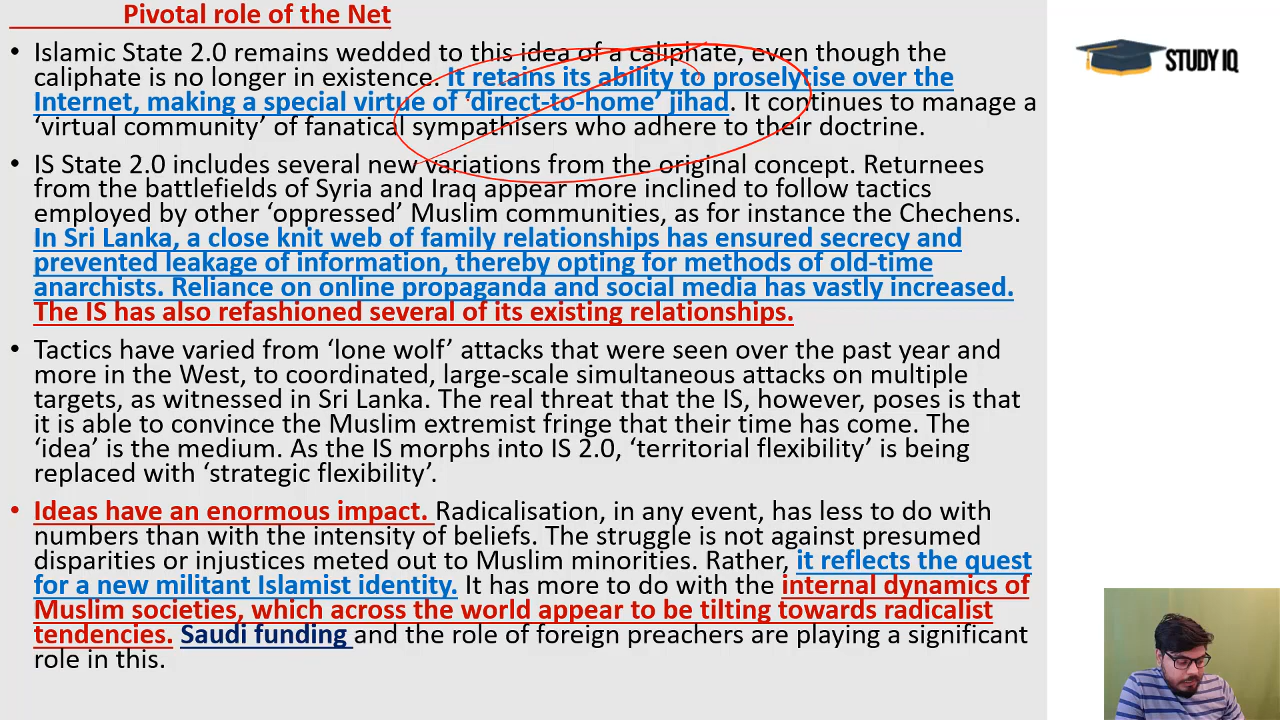 Pivotal role of the Net
• Islamic State 2.0 remains wedded to this idea of a caliphate, even though the
caliphate is no longer in existence. It retains its ability to proselytise over the
Internet, making a special virtue of ‘direct-to-home’ jihad. It continues to manage a
‘virtual community’ of fanatical sympathisers who adhere to their doctrine.
• IS State 2.0 includes several new variations from the original concept. Returnees
from the battlefields of Syria and Iraq appear more inclined to follow tactics
employed by other ‘oppressed’ Muslim communities, as for instance the Chechens.
In Sri Lanka, a close knit web of family relationships has ensured secrecy and
prevented leakage of information, thereby opting for methods of old-time
anarchists. Reliance on online propaganda and social media has vastly increased.
The IS has also refashioned several of its existing relationships.
• Tactics have varied from ‘lone wolf’ attacks that were seen over the past year and
more in the West, to coordinated, large-scale simultaneous attacks on multiple
targets, as witnessed in Sri Lanka. The real threat that the IS, however, poses is that
it is able to convince the Muslim extremist fringe that their time has come. The
‘idea’ is the medium. As the IS morphs into IS 2.0, ‘territorial flexibility’ is being
replaced with ‘strategic flexibility’.
• Ideas have an enormous impact. Radicalisation, in any event, has less to do with
numbers than with the intensity of beliefs. The struggle is not against presumed
disparities or injustices meted out to Muslim minorities. Rather, it reflects the quest
for a new militant Islamist identity. It has more to do with the internal dynamics of
Muslim societies, which across the world appear to be tilting towards radicalist
tendencies. Saudi funding and the role of foreign preachers are playing a significant
role in this.
STUDY IQ